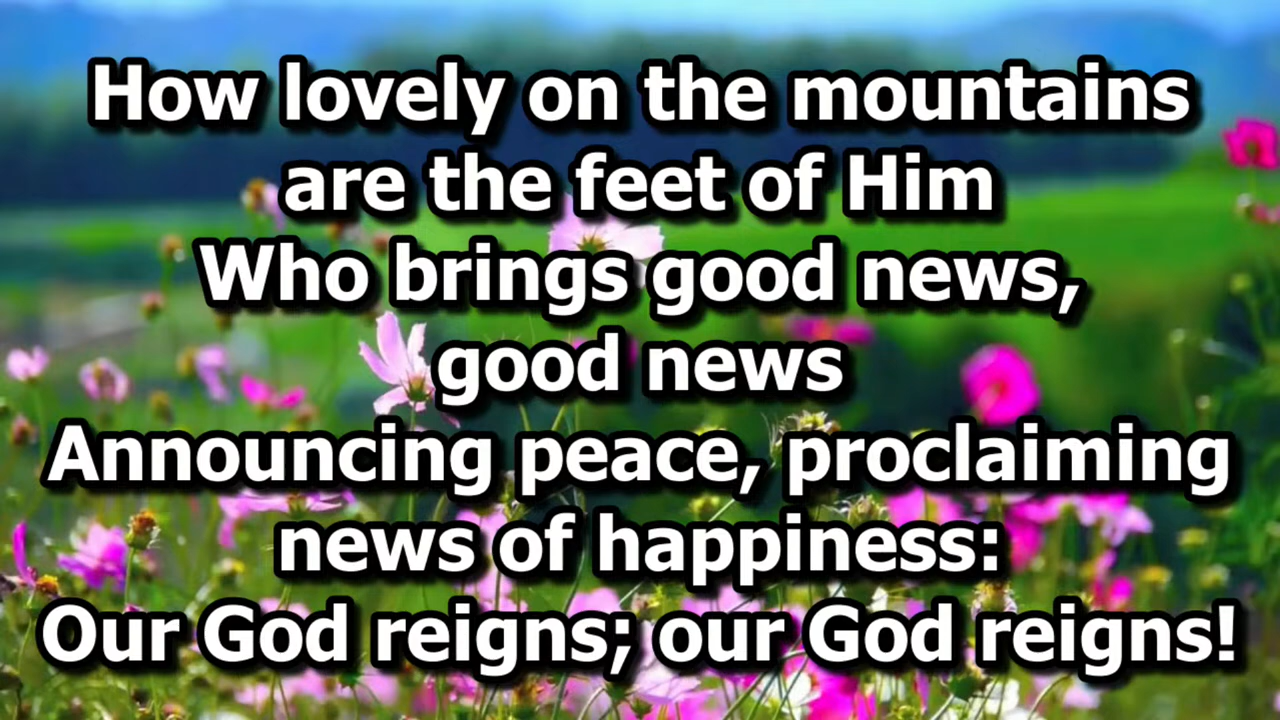 How lovely on the mountains
are the feet of Him
Who brings good news,
good news
Announcing peace, proclaiming
news of happiness:
Our God reigns; our God reigns!